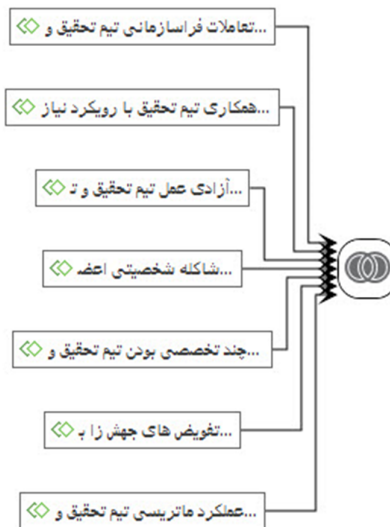 تعاملات فراسازمانی تیم تحقیق و...
همکاری تیم تحقیق با رویکرد نیاز...
آزادی عمل تیم تحقیق و ت...
شاکله شخصیتی اعض...
چند تخصصی بودن تیم تحقیق و...
تفویض های جهش زا ب...
عملکرد ماتریسی تیم تحقیق و...